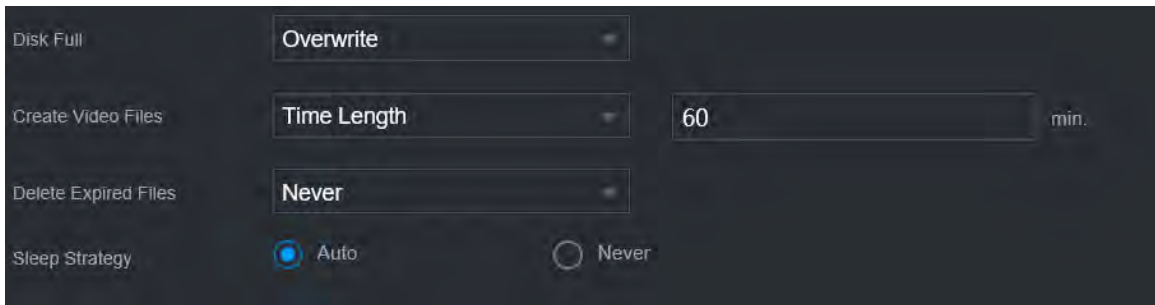 Disk Full Overwrite
Create Video Files Time Length 60 min.
Delete Expired Files Never
Sleep Strategy Auto Never